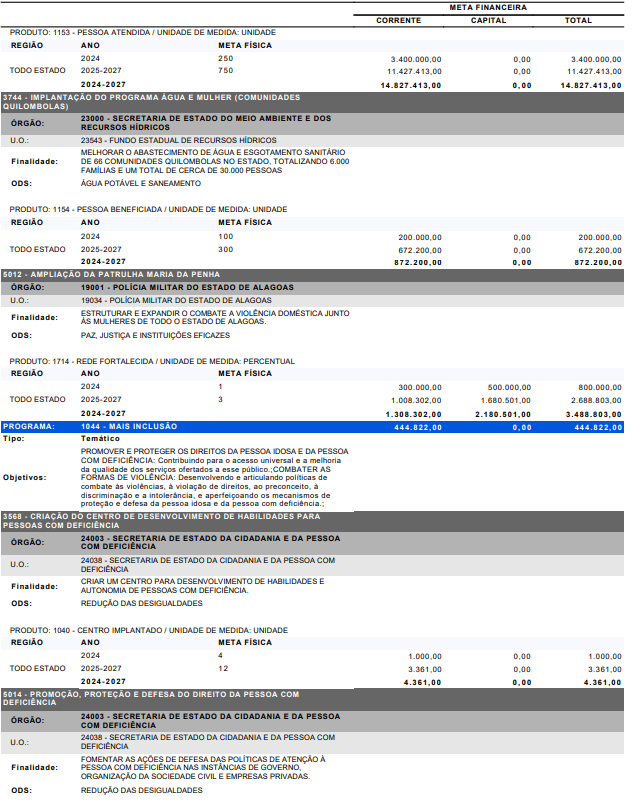 META FINANCEIRA
CORRENTE CAPITAL TOTAL
PRODUTO: 1153 - PESSOA ATENDIDA / UNIDADE DE MEDIDA: UNIDADE
REGIÃO ANO META FÍSICA
2024 250 3.400.000,00 0,00 3.400.000,00
TODO ESTADO 2025-2027 750 11.427.413,00 0,00 11.427.413,00
2024-2027 14.827.413,00 0,00 14.827.413,00
3744 - IMPLANTAÇÃO DO PROGRAMA ÁGUA E MULHER (COMUNIDADES
QUILOMBOLAS)
ÓRGÃO: 23000 - SECRETARIA DE ESTADO DO MEIO AMBIENTE E DOS
RECURSOS HÍDRICOS
U.O.: 23543 - FUNDO ESTADUAL DE RECURSOS HÍDRICOS
Finalidade: MELHORAR O ABASTECIMENTO DE ÁGUA E ESGOTAMENTO SANITÁRIO
DE 66 COMUNIDADES QUILOMBOLAS NO ESTADO, TOTALIZANDO 6.000
FAMÍLIAS E UM TOTAL DE CERCA DE 30.000 PESSOAS
ODS: ÁGUA POTÁVEL E SANEAMENTO
PRODUTO: 1154 - PESSOA BENEFICIADA / UNIDADE DE MEDIDA: UNIDADE
REGIÃO ANO META FÍSICA
2024 100 200.000,00 0,00 200.000,00
TODO ESTADO 2025-2027 300 672.200,00 0,00 672.200,00
2024-2027 872.200,00 0,00 872.200,00
5012 - AMPLIAÇÃO DA PATRULHA MARIA DA PENHA
ÓRGÃO: 19001 - POLÍCIA MILITAR DO ESTADO DE ALAGOAS
U.O.: 19034 - POLÍCIA MILITAR DO ESTADO DE ALAGOAS
Finalidade: ESTRUTURAR E EXPANDIR O COMBATE A VIOLÊNCIA DOMÉSTICA JUNTO
ÀS MULHERES DE TODO O ESTADO DE ALAGOAS.
ODS: PAZ, JUSTIÇA E INSTITUIÇÕES EFICAZES
PRODUTO: 1714 - REDE FORTALECIDA / UNIDADE DE MEDIDA: PERCENTUAL
REGIÃO ANO META FÍSICA
2024 1 300.000,00 500.000,00 800.000,00
TODO ESTADO 2025-2027 3 1.008.302,00 1.680.501,00 2.688.803,00
2024-2027 1.308.302,00 2.180.501,00 3.488.803,00
PROGRAMA: 1044 - MAIS INCLUSÃO 444.822,00 0,00 444.822,00
Tipo: Temático
Objetivos: PROMOVER E PROTEGER OS DIREITOS DA PESSOA IDOSA E DA PESSOA
COM DEFICIÊNCIA: Contribuindo para o acesso universal e a melhoria
da qualidade dos serviços ofertados a esse público.;COMBATER AS
FORMAS DE VIOLÊNCIA: Desenvolvendo e articulando políticas de
combate às violências, à violação de direitos, ao preconceito, à
discriminação e a intolerância, e aperfeiçoando os mecanismos de
proteção e defesa da pessoa idosa e da pessoa com deficiência.;
3568 - CRIAÇÃO DO CENTRO DE DESENVOLVIMENTO DE HABILIDADES PARA
PESSOAS COM DEFICIÊNCIA
ÓRGÃO: 24003 - SECRETARIA DE ESTADO DA CIDADANIA E DA PESSOA
COM DEFICIÊNCIA
U.O.: 24038 - SECRETARIA DE ESTADO DA CIDADANIA E DA PESSOA COM
DEFICIÊNCIA
Finalidade: CRIAR UM CENTRO PARA DESENVOLVIMENTO DE HABILIDADES E
AUTONOMIA DE PESSOAS COM DEFICIÊNCIA.
ODS: REDUÇÃO DAS DESIGUALDADES
PRODUTO: 1040 - CENTRO IMPLANTADO / UNIDADE DE MEDIDA: UNIDADE
REGIÃO ANO META FÍSICA
2024 4 1.000,00 0,00 1.000,00
TODO ESTADO 2025-2027 12 3.361,00 0,00 3.361,00
2024-2027 4.361,00 0,00 4.361,00
5014 - PROMOÇÃO, PROTEÇÃO E DEFESA DO DIREITO DA PESSOA COM
DEFICIÊNCIA
ÓRGÃO: 24003 - SECRETARIA DE ESTADO DA CIDADANIA E DA PESSOA
COM DEFICIÊNCIA
U.O.: 24038 - SECRETARIA DE ESTADO DA CIDADANIA E DA PESSOA COM
DEFICIÊNCIA
Finalidade: FOMENTAR AS AÇÕES DE DEFESA DAS POLÍTICAS DE ATENÇÃO À
PESSOA COM DEFICIÊNCIA NAS INSTÂNCIAS DE GOVERNO,
ORGANIZAÇÃO DA SOCIEDADE CIVIL E EMPRESAS PRIVADAS.
ODS: REDUÇÃO DAS DESIGUALDADES